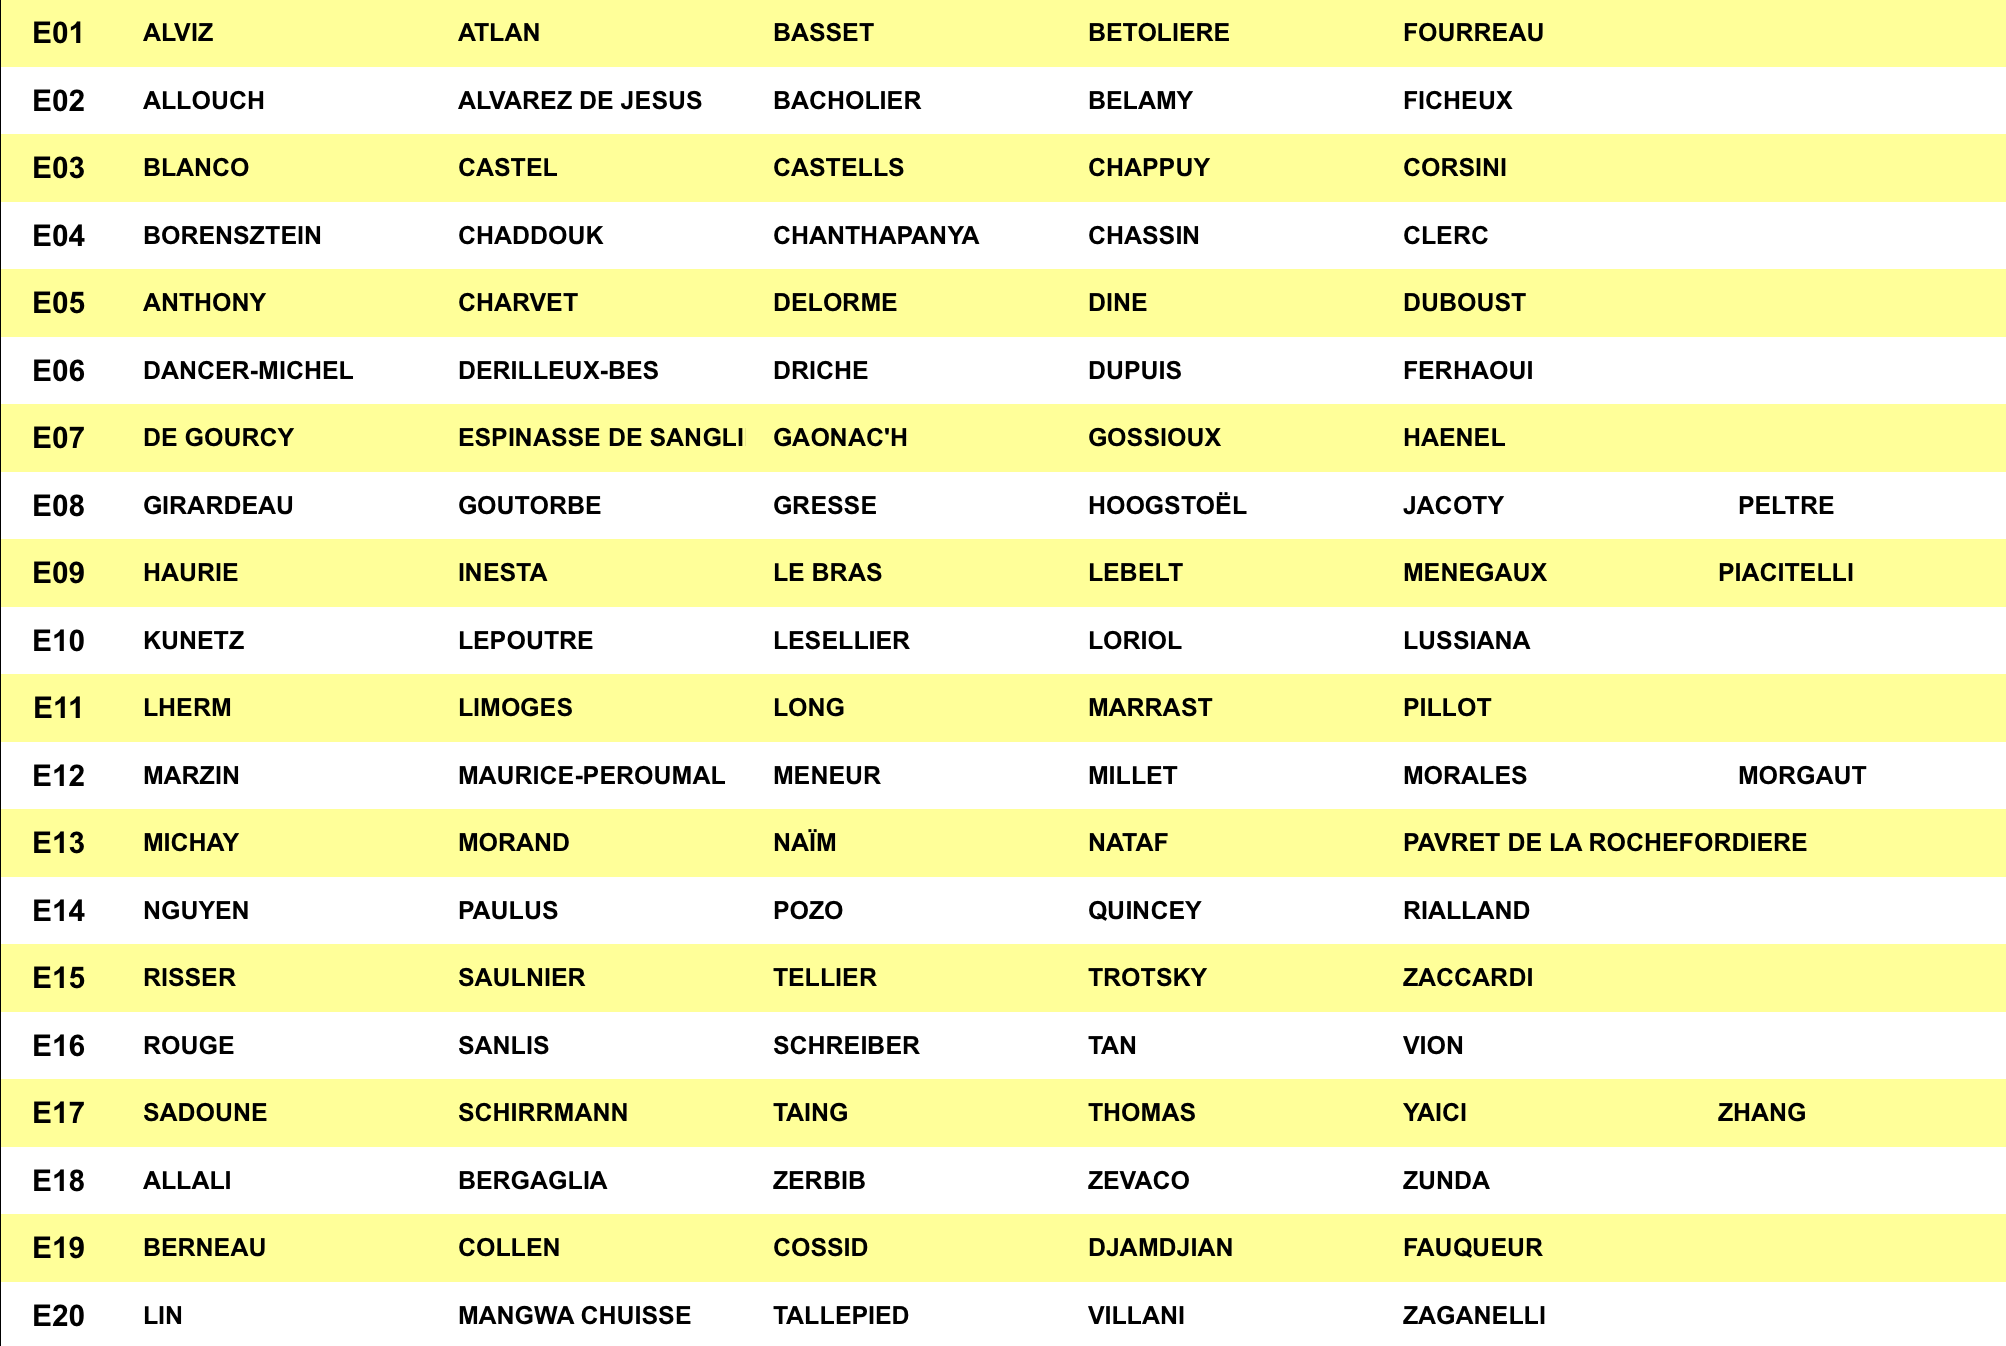 E01 ALVIZ ATLAN BASSET BETOLIERE FOURREAU
E02 ALLOUCH ALVAREZ DE JESUS BACHOLIER BELAMY FICHEUX
E03 BLANCO CASTEL CASTELLS CHAPPUY CORSINI
E04 BORENSZTEIN CHADDOUK CHANTHAPANYA CHASSIN CLERC
E05 ANTHONY CHARVET DELORME DINE DUBOUST
E06 DANCER-MICHEL DERILLEUX-BES DRICHE DUPUIS FERHAOUI
E07 DE GOURCY ESPINASSE DE SANGLI GAONAC'H GOSSIOUX HAENEL
E08 GIRARDEAU GOUTORBE GRESSE HOOGSTOËL JACOTY PELTRE
E09 HAURIE INESTA LE BRAS LEBELT MENEGAUX PIACITELLI
E10 KUNETZ LEPOUTRE LESELLIER LORIOL LUSSIANA
E11 LHERM LIMOGES LONG MARRAST PILLOT
E12 MARZIN MAURICE-PEROUMAL MENEUR MILLET MORALES MORGAUT
E13 MICHAY MORAND NAÏM NATAF PAVRET DE LA ROCHEFORDIERE
E14 NGUYEN PAULUS POZO QUINCEY RIALLAND
E15 RISSER SAULNIER TELLIER TROTSKY ZACCARDI
E16 ROUGE SANLIS SCHREIBER TAN VION
E17 SADOUNE SCHIRRMANN TAING THOMAS YAICI ZHANG
E18 ALLALI BERGAGLIA ZERBIB ZEVACO ZUNDA
E19 BERNEAU COLLEN COSSID DJAMDJIAN FAUQUEUR
E20 LIN MANGWA CHUISSE TALLEPIED VILLANI ZAGANELLI